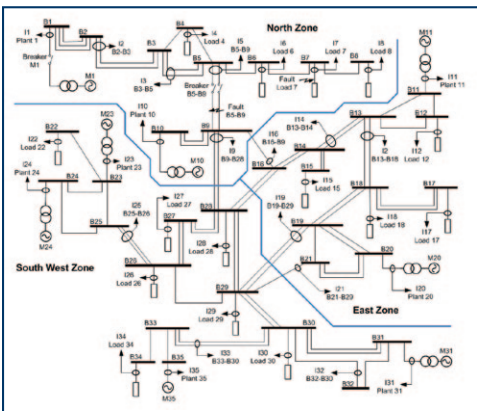 North Zone
B1
I1
Plant 1
Breaker
M1
M1
B2
I2
B2-B3
B3
I3
B3-B5
B4
I4
Load 4
B5
I5
B5-B9
Breaker
B5-B9
Fault
B5-B9
B6
I6
Load 6
B7
I7
Load 7
Fault
Load 7
B8
I8
Load 8
M11
I11
Plant 11
B11
B12
I12
Load 12
B13
I2
B13-B18
I14
B13-B14
B14
B15
I15
Load 15
I16
B16-B9
B16
I10
Plant 10
B10
M10
B9
I9
B9-B28
B22
I22
Load 22
M23
I23
Plant 23
B23
I24
Plant 24
B24
M24
B25
I25
B25-B26
B26
I26
Load 26
I27
Load 27
B27
B28
I28
Load 28
B18
I18
Load 18
B17
I17
Load 17
I19
B19-B29
B19
B20
M20
I20
Plant 20
B21
I21
B21-B29
South West Zone
East Zone
B29
I29
Load 29
B33
I33
B33-B30
I34
Load 34
B34
B35
I35
Plant 35
M35
B30
I30
Load 30
B31
M31
I31
Plant 31
I32
B32-B30
B32